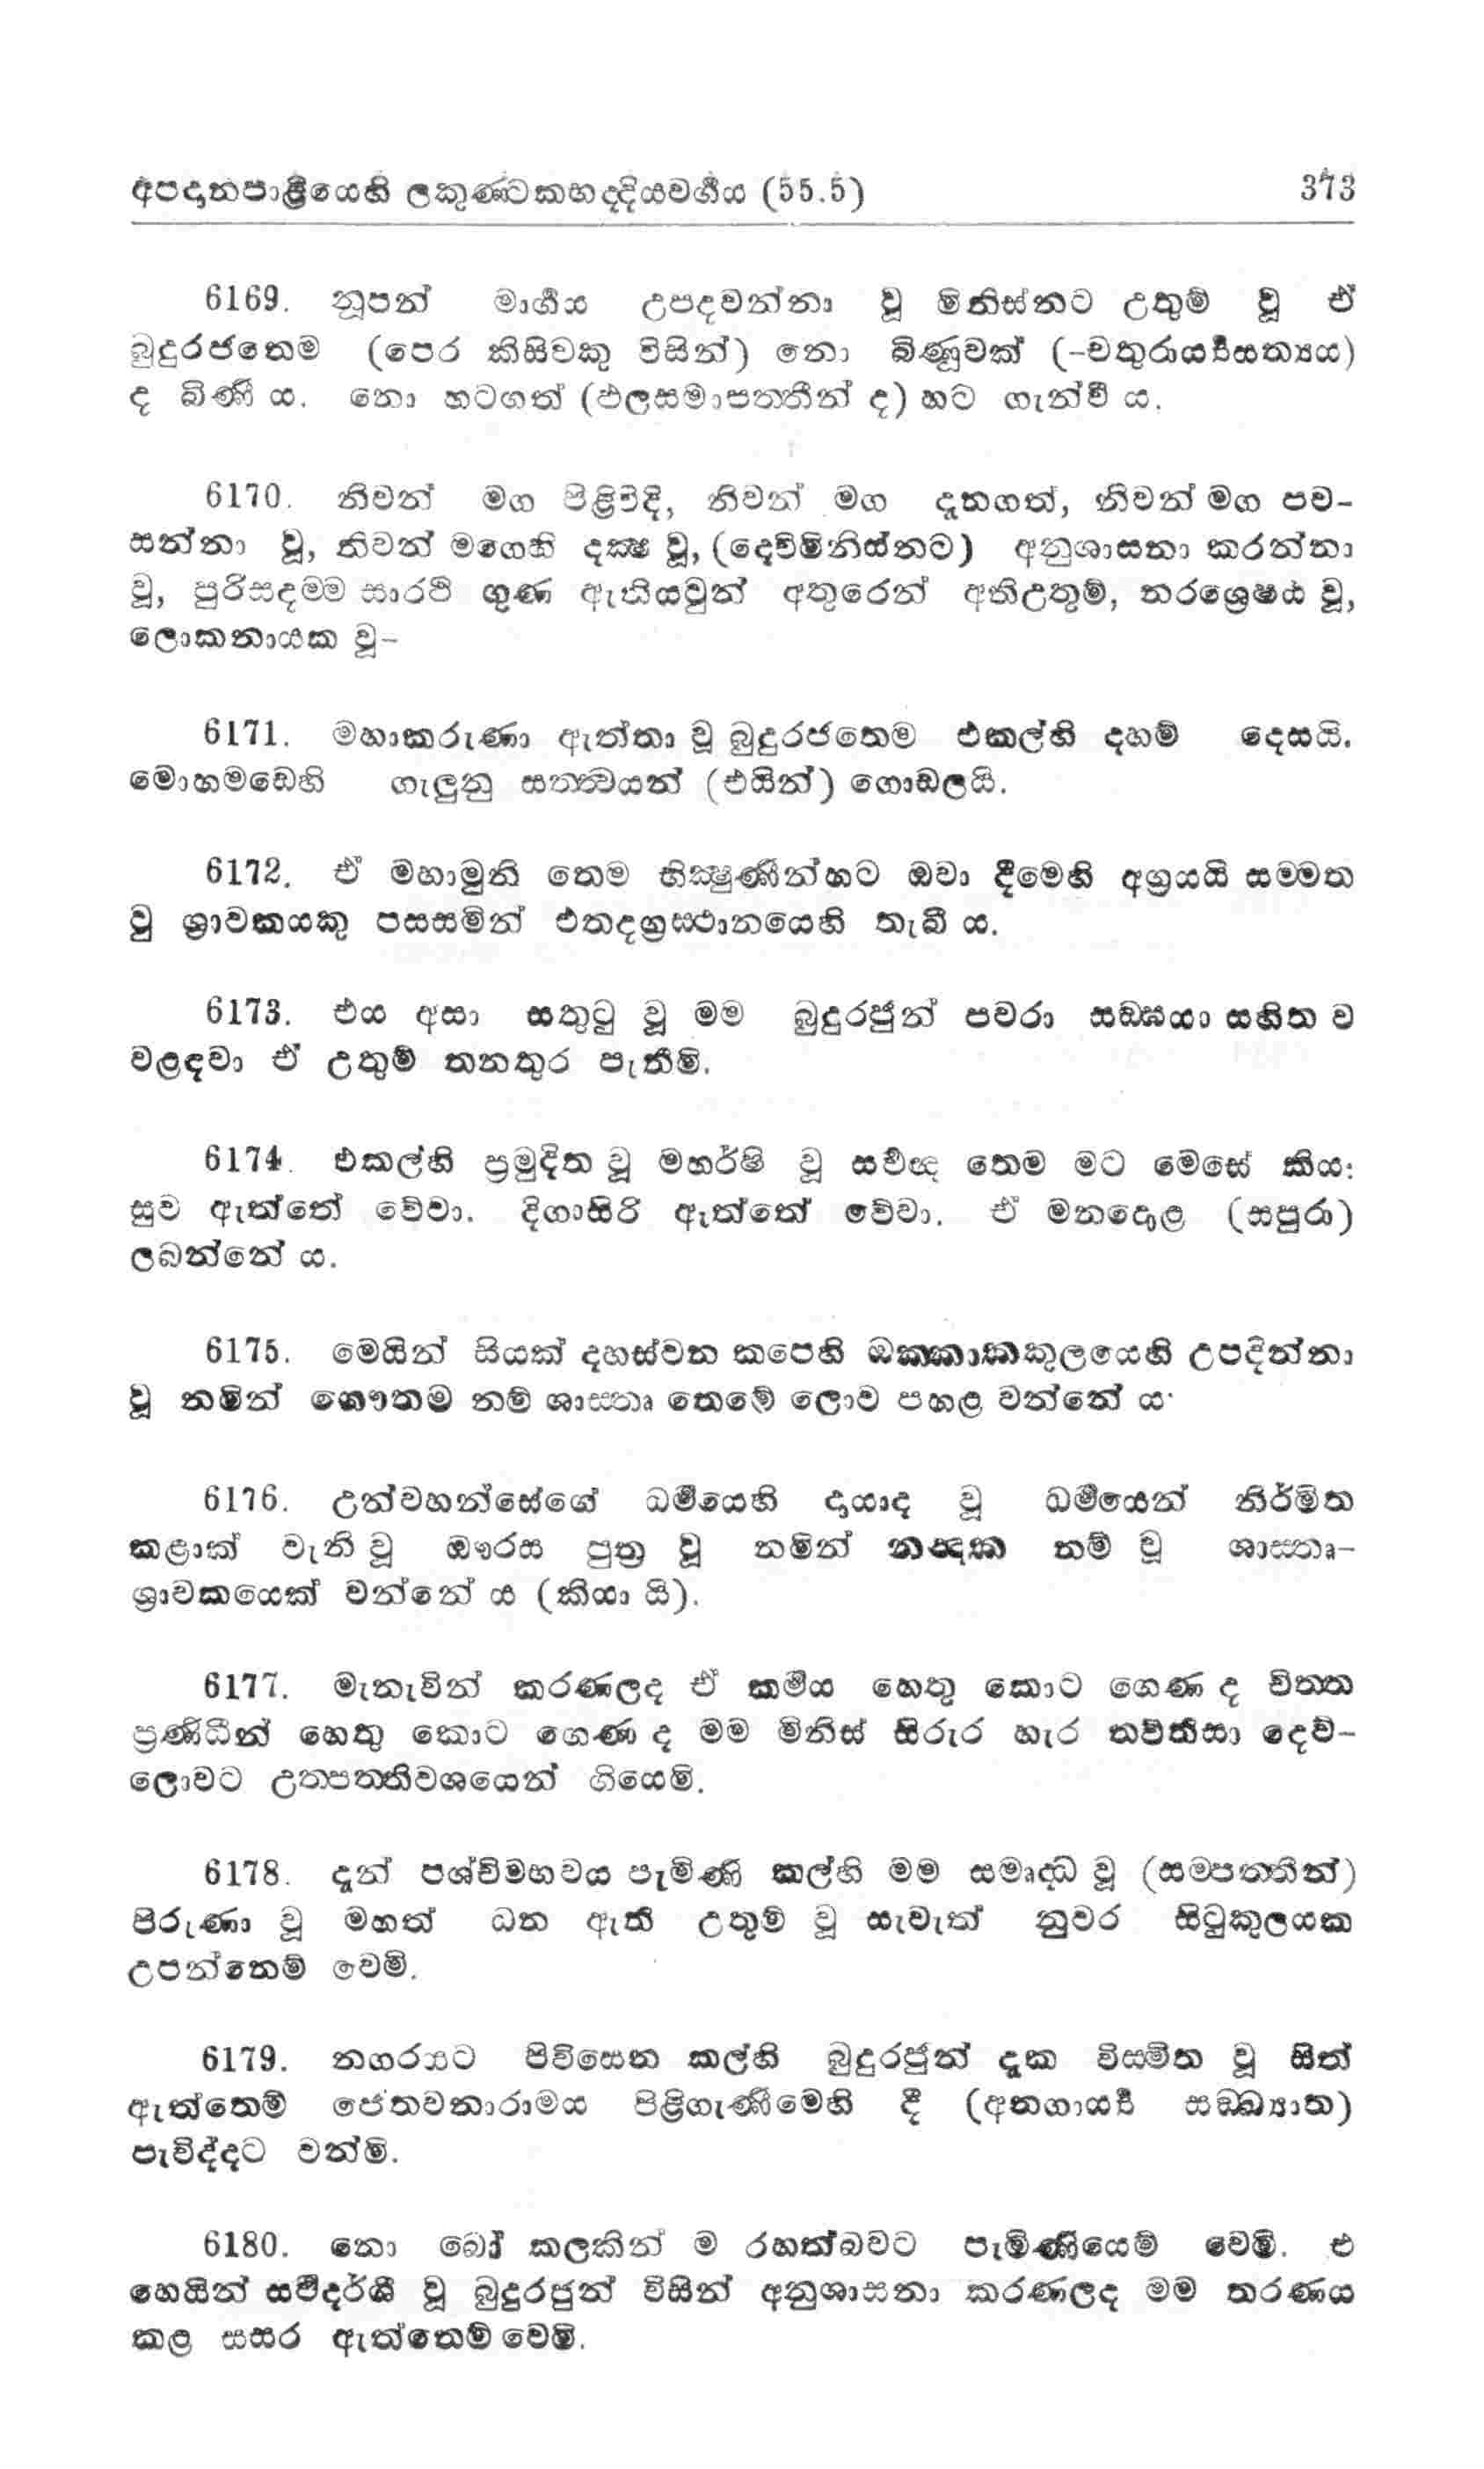 අපදානපාළියෙහි ලකුණ්ටකභද්දියවර්ගය (55.5) 373
6169. නූපන් මාර්ගය උපදවන්නා වූ මිනිස්නට උතුම් වූ ඒ
බුදුරජතෙම (පෙර කිසිවකු විසින්) නො බිණූවක් (-චතුරාර්‍ය්‍යසත්‍යය)
ද බිණී ය. නො හටගත් (ඵලසමාපත්තීන් ද) හට ගැන්වී ය.
6170. නිවන් මග පිළිවිදි, නිවන් මග දැනගත්, නිවන් මග පව-
සන්නා වූ, නිවන් මගෙහි දක්‍ෂ වූ, (දෙව්මිනිස්නට) අනුශාසනා කරන්නා
වූ, පුරිසදම්ම සාරථි ගුණ ඇතියවුන් අතුරෙන් අතිඋතුම්, නරශ්‍රෙෂ්ඨ වූ,
ලොකනායක වූ-
6171. මහාකරුණා ඇත්තා වූ බුදුරජතෙම එකල්හි දහම් දෙසයි.
මොහමඩෙහි ගැලුනු සත්ත්‍වයන් (එයින්) ගොඩලයි.
6172. ඒ මහාමුනි තෙම භික්‍ෂුණීන්හට ඔවා දීමෙහි අග්‍රයයි සම්මත
වු ශ්‍රාවකයකු පසසමින් එතදග්‍රස්ථානයෙහි තැබී ය.
6173. එය අසා සතුටු වූ මම බුදුරජුන් පවරා සඞ්ඝයා සහිත ව
වළඳවා ඒ උතුම් තනතුර පැතීමි.
6174. එකල්හි ප්‍රමුදිත වූ මහර්ෂි වූ සර්වඥ තෙම මට මෙසේ කිය:
සුව ඇත්තේ වේවා. දිගාසිරි ඇත්තේ වේවා. ඒ මනදොළ (සපුරා)
ලබන්නේ ය.
6175. මෙයින් සියක් දහස්වන කපෙහි ඔක්කාකකුලයෙහි උපදින්නා
වූ නමින් ගෞතම නම් ශාස්තෘ තෙමේ ලොව පහළ වන්නේ ය.
6176. උන්වහන්සේගේ ධර්මයෙහි දායාද වූ ධර්මයෙන් නිර්මිත
කළාක් වැනි වූ ඖරස පුත්‍ර වූ නමින් නන්දක නම් වූ ශාස්තෘ-
ශ්‍රාවකයෙක් වන්නේ ය (කියා යි).
6177. මැනැවින් කරණලද ඒ කර්මය හෙතු කොට ගෙණ ද චිත්ත
ප්‍රණිධීන් හෙතු කොට ගෙණ ද මම මිනිස් සිරුර හැර තව්තිසා දෙව්-
ලොවට උත්පත්තිවශයෙන් ගියෙමි.
6178. දැන් පශ්චිමභවය පැමිණි කල්හි මම සමෘද්ධ වූ (සම්පත්තීන්)
පිරුණා වූ මහත් ධන ඇති උතුම් වූ සැවැත් නුවර සිටුකුලයක
උපන්නෙම් වෙමි.
6179. නගරයට පිවිසෙන කල්හි බුදුරජුන් දැක විස්මිත වූ සිත්
ඇත්තෙම් ජේතවනාරාමය පිළිගැණීමෙහි දී (අනගාර්‍ය්‍ය සඞ්ඛ්‍යාත)
පැවිද්දට වන්මි.
6180. නො බෝ කලකින් ම රහත්බවට පැමිණියෙම් වෙමි. එ
හෙයින් සර්වදර්ශී වූ බුදුරජුන් විසින් අනුශාසනා කරණලද මම තරණය
කළ සසර ඇත්තෙම් වෙමි.